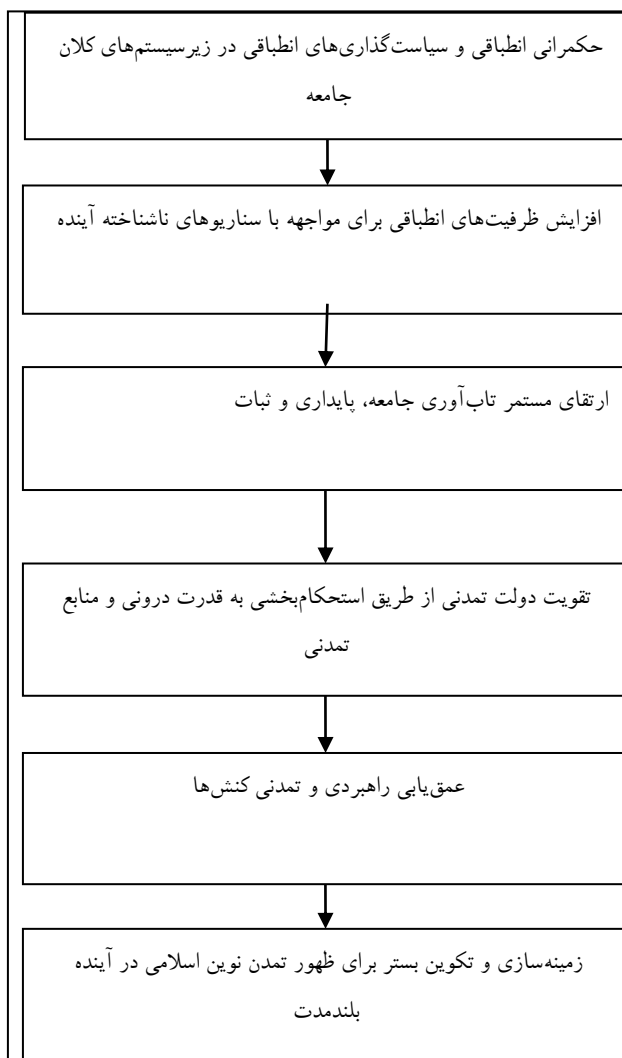 حکمرانی انطباقی و سیاست‌گذاری‌های انطباقی در زیرسیستم‌های کلان
جامعه
افزایش ظرفیت‌های انطباقی برای مواجهه با سناریوهای ناشناخته آینده
ارتقای مستمر تاب‌آوری جامعه، پایداری و ثبات
تقویت دولت تمدنی از طریق استحکام‌بخشی به قدرت درونی و منابع
تمدنی
عمق‌یابی راهبردی و تمدنی کنش‌ها
زمینه‌سازی و تکوین بستر برای ظهور تمدن نوین اسلامی در آینده
بلندمدت